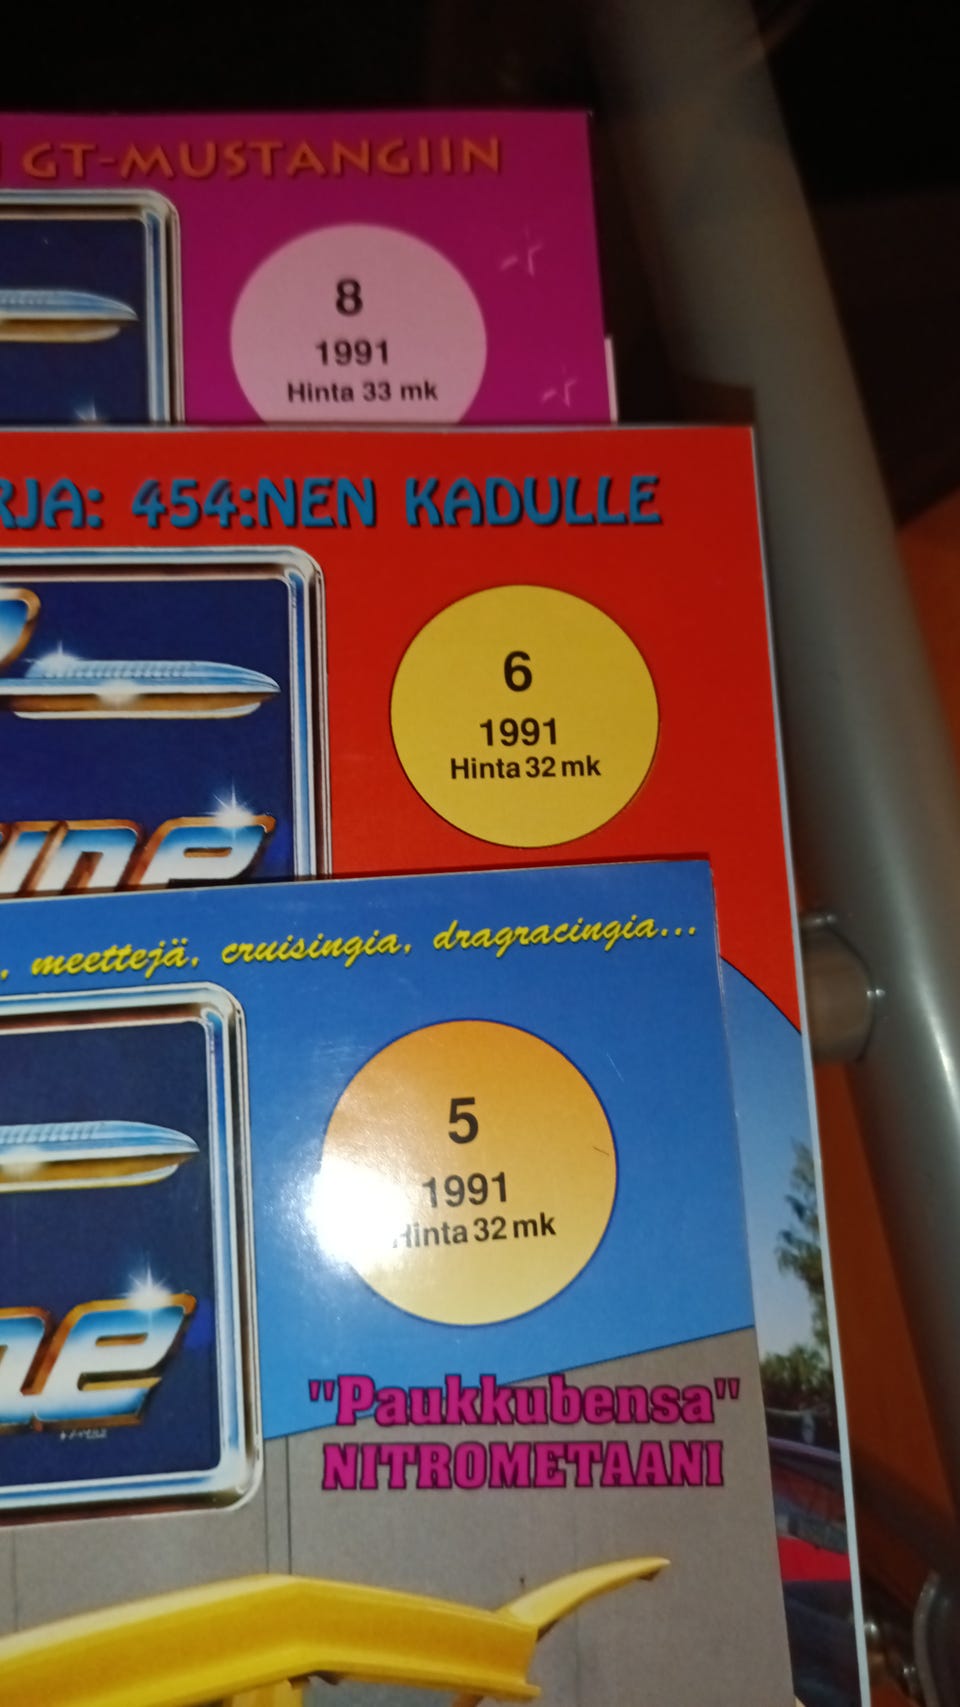 GT-MUSTANGIIN
8
1991
Hinta 33 mk
RJA: 454:NEN KADULLE
6
1991
Hinta 32 mk
, meettejä, cruisingia, dragracingia...
5
1991
Hinta 32 mk
"Paukkubensa"
NITROMETAANI